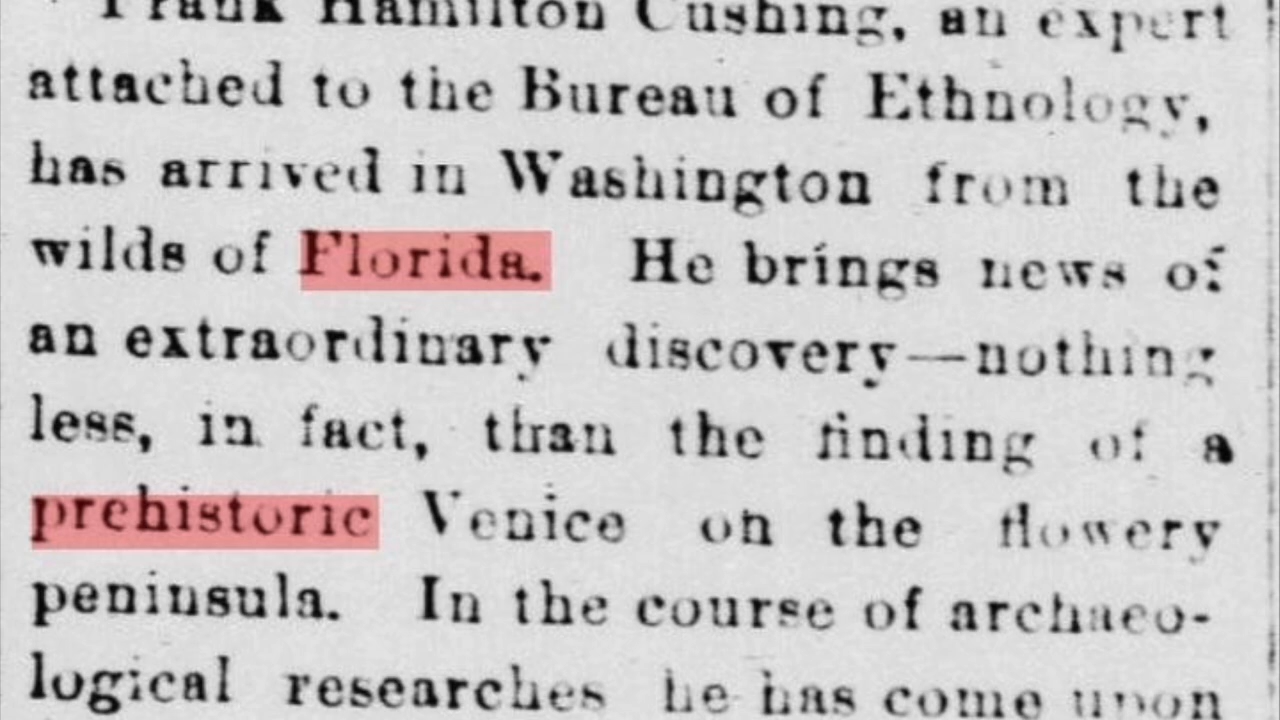 Frank Hamilton Cushing, an expert
attached to the Bureau of Ethnology,
has arrived in Washington from the
wilds of Florida. He brings news of
an extraordinary discovery—nothing
less, in fact, than the finding of a
prehistoric Venice on the flowery
peninsula. In the course of archaeo-
logical researches he has come upon